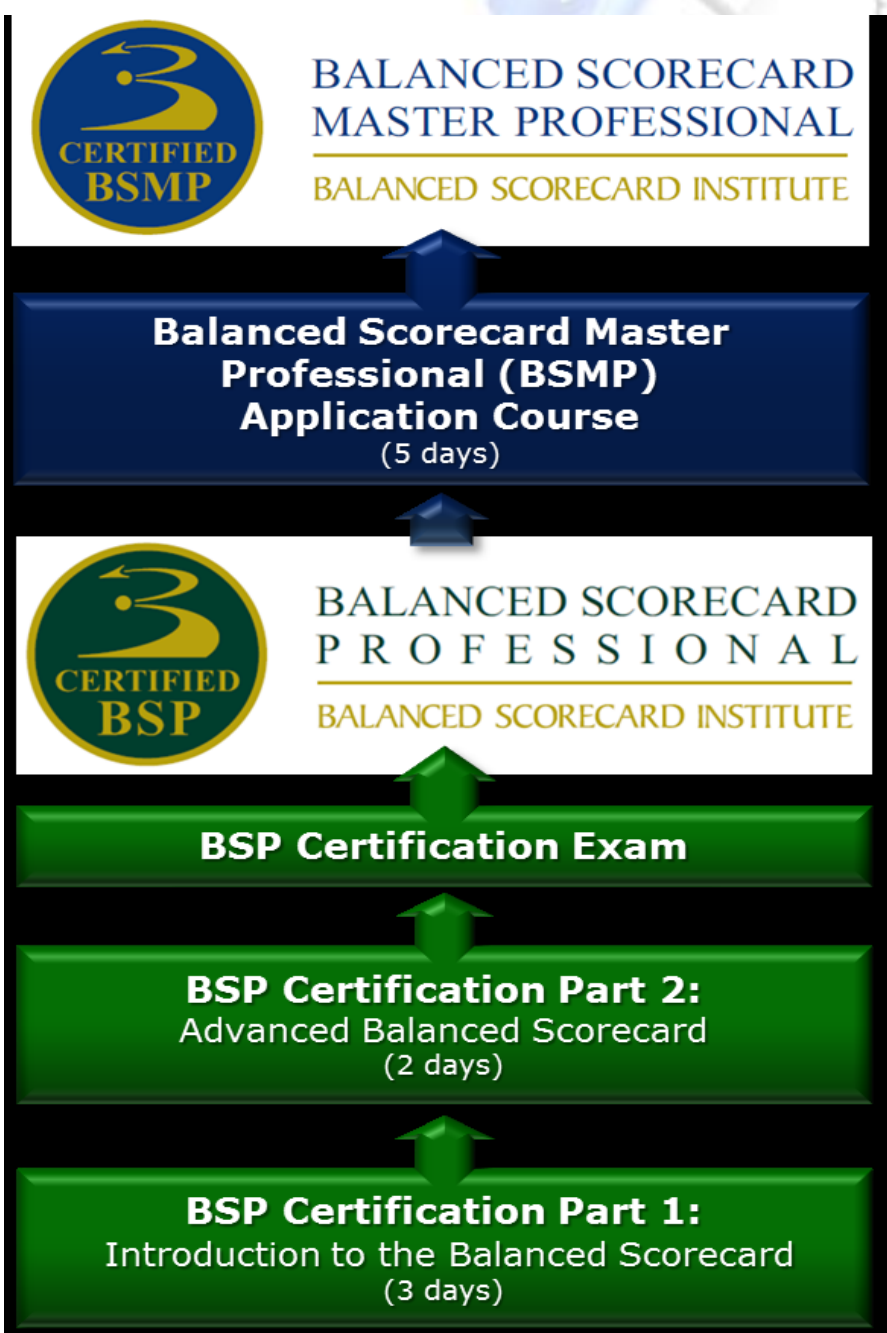 CERTIFIED
BSMP
BALANCED SCORECARD
MASTER PROFESSIONAL
BALANCED SCORECARD INSTITUTE
Balanced Scorecard Master
Professional (BSMP)
Application Course
(5 days)
CERTIFIED
BSP
BALANCED SCORECARD
PROFESSIONAL
BALANCED SCORECARD INSTITUTE
BSP Certification Exam
BSP Certification Part 2:
Advanced Balanced Scorecard
(2 days)
BSP Certification Part 1:
Introduction to the Balanced Scorecard
(3 days)